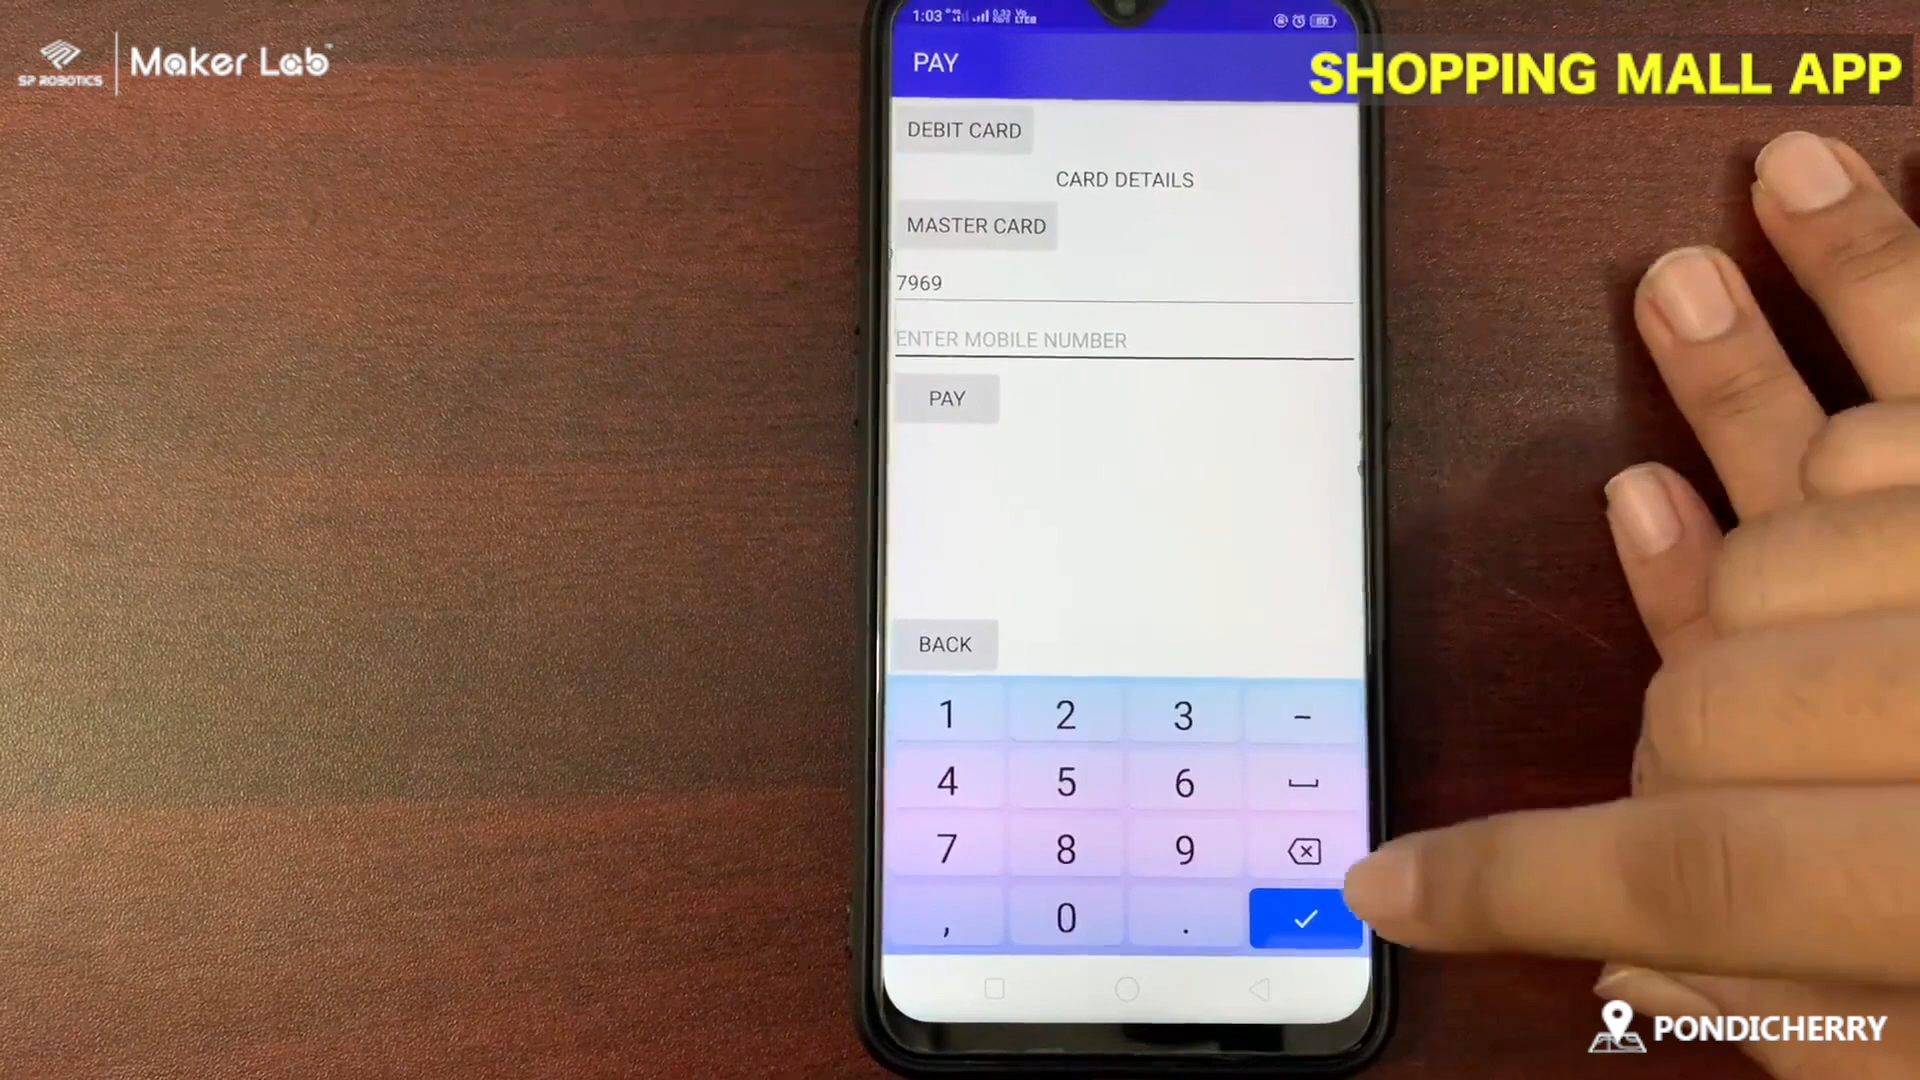 SP ROBOTICS
Maker Lab
SHOPPING MALL APP
1:03
80
PAY
DEBIT CARD
CARD DETAILS
MASTER CARD
7969
ENTER MOBILE NUMBER
PAY
BACK
1 2 3 -
4 5 6
7 8 9
, 0 .
PONDICHERRY